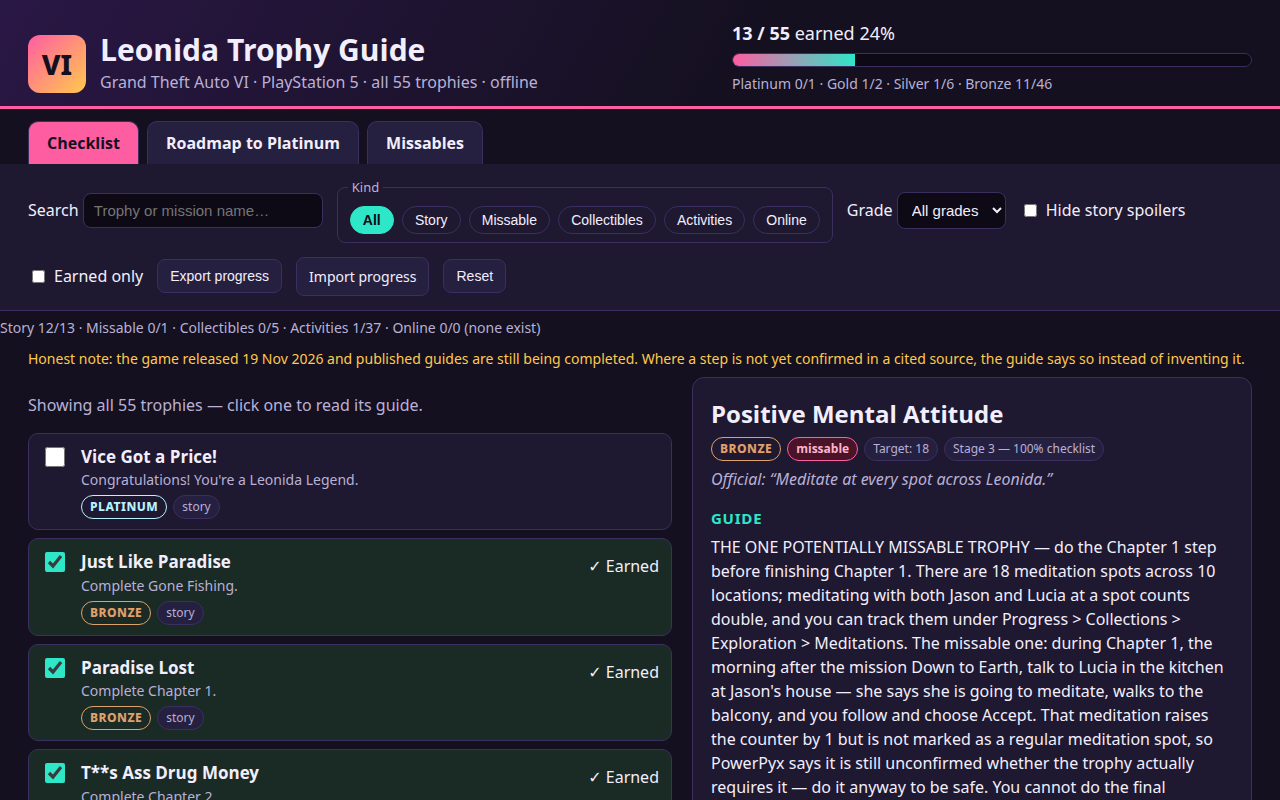 VI
Leonida Trophy Guide
Grand Theft Auto VI · PlayStation 5 · all 55 trophies · offline
13 / 55 earned 24%
Platinum 0/1 · Gold 1/2 · Silver 1/6 · Bronze 11/46
Checklist
Roadmap to Platinum
Missables
Search
Trophy or mission name…
Kind
All
Story
Missable
Collectibles
Activities
Online
Grade
All grades
Hide story spoilers
Earned only
Export progress
Import progress
Reset
Story 12/13 · Missable 0/1 · Collectibles 0/5 · Activities 1/37 · Online 0/0 (none exist)
Honest note: the game released 19 Nov 2026 and published guides are still being completed. Where a step is not yet confirmed in a cited source, the guide says so instead of inventing it.
Showing all 55 trophies — click one to read its guide.
Vice Got a Price!
Congratulations! You're a Leonida Legend.
PLATINUM
story
Just Like Paradise
✓ Earned
Complete Gone Fishing.
BRONZE
story
Paradise Lost
✓ Earned
Complete Chapter 1.
BRONZE
story
T**s Ass Drug Money
✓ Earned
Complete Chapter 2.
Positive Mental Attitude
BRONZE
missable
Target: 18
Stage 3 — 100% checklist
Official: “Meditate at every spot across Leonida.”
GUIDE
THE ONE POTENTIALLY MISSABLE TROPHY — do the Chapter 1 step
before finishing Chapter 1. There are 18 meditation spots across 10
locations; meditating with both Jason and Lucia at a spot counts
double, and you can track them under Progress > Collections >
Exploration > Meditations. The missable one: during Chapter 1, the
morning after the mission Down to Earth, talk to Lucia in the kitchen
at Jason's house — she says she is going to meditate, walks to the
balcony, and you follow and choose Accept. That meditation raises
the counter by 1 but is not marked as a regular meditation spot, so
PowerPyx says it is still unconfirmed whether the trophy actually
requires it — do it anyway to be safe. You cannot do the final